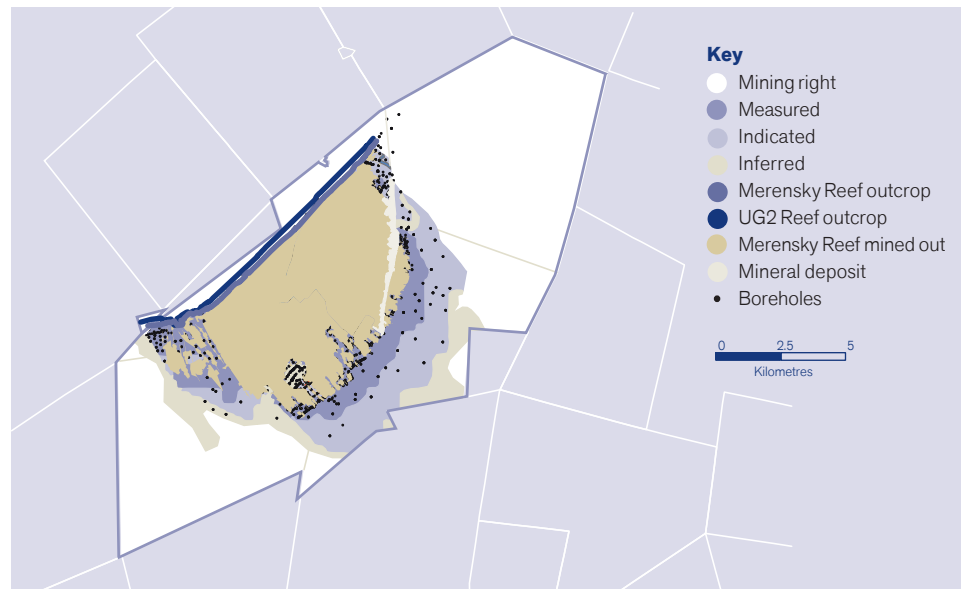 Key
Mining right
Measured
Indicated
Inferred
Merensky Reef outcrop
UG2 Reef outcrop
Merensky Reef mined out
Mineral deposit
Boreholes
0 2.5 5
Kilometres